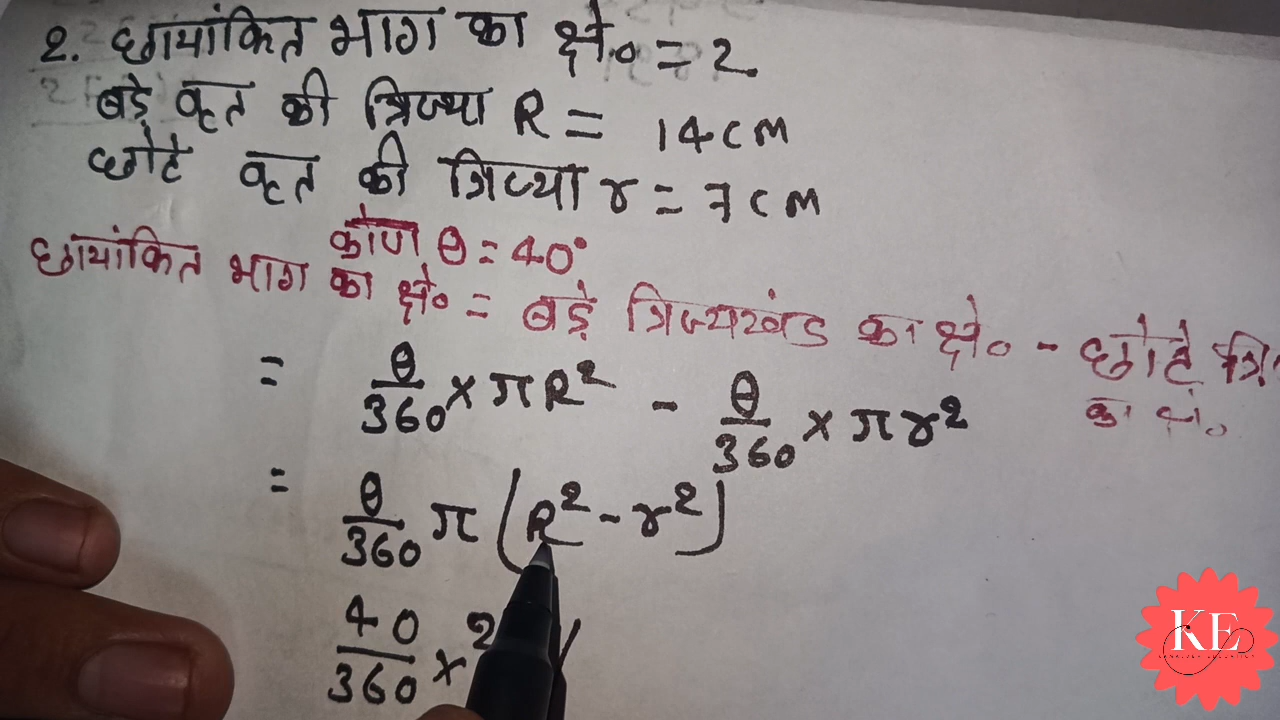 2. छायांकित भाग का क्षे० = 2
बड़े वृत की त्रिज्या R = 14 cm
छोटे वृत की त्रिज्या r = 7 cm
कोण θ = 40°
छायांकित भाग का क्षे० = बड़े त्रिज्यखंड का क्षे० - छोटे त्रि
का क्षे०
= θ/360 × πR² - θ/360 × πr²
= θ/360 π (R² - r²)
40/360 × 2
KE